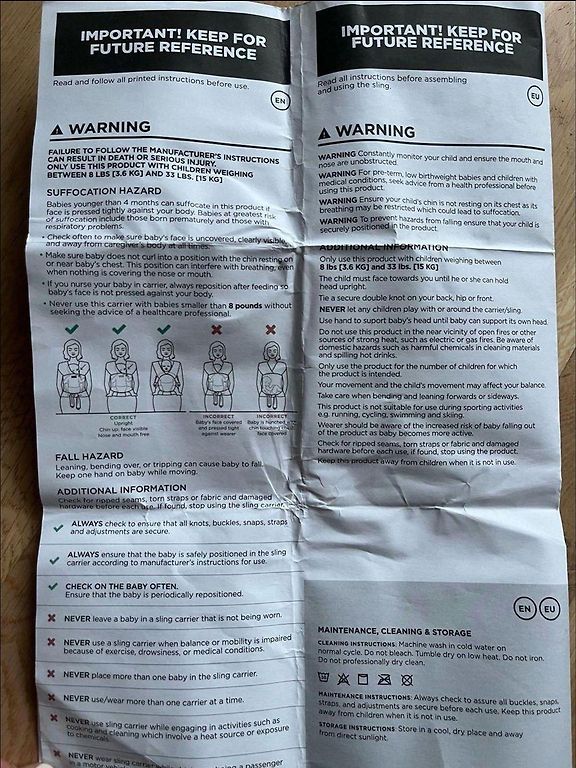 IMPORTANT! KEEP FOR
FUTURE REFERENCE
Read and follow all printed instructions before use.
EN
WARNING
FAILURE TO FOLLOW THE MANUFACTURER'S INSTRUCTIONS
CAN RESULT IN DEATH OR SERIOUS INJURY.
ONLY USE THIS PRODUCT WITH CHILDREN WEIGHING
BETWEEN 8 LBS [3.6 KG] AND 33 LBS. [15 KG]
SUFFOCATION HAZARD
Babies younger than 4 months can suffocate in this product if
face is pressed tightly against your body. Babies at greatest risk
of suffocation include those born prematurely and those with
respiratory problems.
• Check often to make sure baby's face is uncovered, clearly visible,
and away from caregiver's body at all times.
• Make sure baby does not curl into a position with the chin resting on
or near baby's chest. This position can interfere with breathing, even
when nothing is covering the nose or mouth.
• If you nurse your baby in carrier, always reposition after feeding so
baby's face is not pressed against your body.
• Never use this carrier with babies smaller than 8 pounds without
seeking the advice of a healthcare professional.
CORRECT
Upright
Chin up, face visible
Nose and mouth free
INCORRECT
Baby's face covered
and pressed tight
against wearer
INCORRECT
Baby is hunched with
chin touching chest
face covered
FALL HAZARD
Leaning, bending over, or tripping can cause baby to fall.
Keep one hand on baby while moving.
ADDITIONAL INFORMATION
Check for ripped seams, torn straps or fabric and damaged
hardware before each use. If found, stop using the sling carrier.
ALWAYS check to ensure that all knots, buckles, snaps, straps
and adjustments are secure.
ALWAYS ensure that the baby is safely positioned in the sling
carrier according to manufacturer's instructions for use.
CHECK ON THE BABY OFTEN.
Ensure that the baby is periodically repositioned.
NEVER leave a baby in a sling carrier that is not being worn.
NEVER use a sling carrier when balance or mobility is impaired
because of exercise, drowsiness, or medical conditions.
NEVER place more than one baby in the sling carrier.
NEVER use/wear more than one carrier at a time.
NEVER use sling carrier while engaging in activities such as
cooking and cleaning which involve a heat source or exposure
to chemicals.
NEVER wear sling carrier while being a passenger
in a motor
IMPORTANT! KEEP FOR
FUTURE REFERENCE
Read all instructions before assembling
and using the sling.
EU
WARNING
WARNING Constantly monitor your child and ensure the mouth and
nose are unobstructed.
WARNING For pre-term, low birthweight babies and children with
medical conditions, seek advice from a health professional before
using this product.
WARNING Ensure your child's chin is not resting on its chest as its
breathing may be restricted which could lead to suffocation.
WARNING To prevent hazards from falling ensure that your child is
securely positioned in the product.
ADDITIONAL INFORMATION
Only use this product with children weighing between
8 lbs [3.6 KG] and 33 lbs. [15 KG]
The child must face towards you until he or she can hold
head upright.
Tie a secure double knot on your back, hip or front.
NEVER let any children play with or around the carrier/sling.
Use hand to support baby's head until baby can support its own head.
Do not use this product in the near vicinity of open fires or other
sources of strong heat, such as electric or gas fires. Be aware of
domestic hazards such as harmful chemicals in cleaning materials
and spilling hot drinks.
Only use the product for the number of children for which
the product is intended.
Your movement and the child's movement may affect your balance.
Take care when bending and leaning forwards or sideways.
This product is not suitable for use during sporting activities
e.g. running, cycling, swimming and skiing.
Wearer should be aware of the increased risk of baby falling out
of the product as baby becomes more active.
Check for ripped seams, torn straps or fabric and damaged
hardware before each use, if found, stop using the product.
Keep this product away from children when it is not in use.
EN EU
MAINTENANCE, CLEANING & STORAGE
CLEANING INSTRUCTIONS: Machine wash in cold water on
normal cycle. Do not bleach. Tumble dry on low heat. Do not iron.
Do not professionally dry clean.
MAINTENANCE INSTRUCTIONS: Always check to assure all buckles, snaps,
straps, and adjustments are secure before each use. Keep this product
away from children when it is not in use.
STORAGE INSTRUCTIONS: Store in a cool, dry place and away
from direct sunlight.